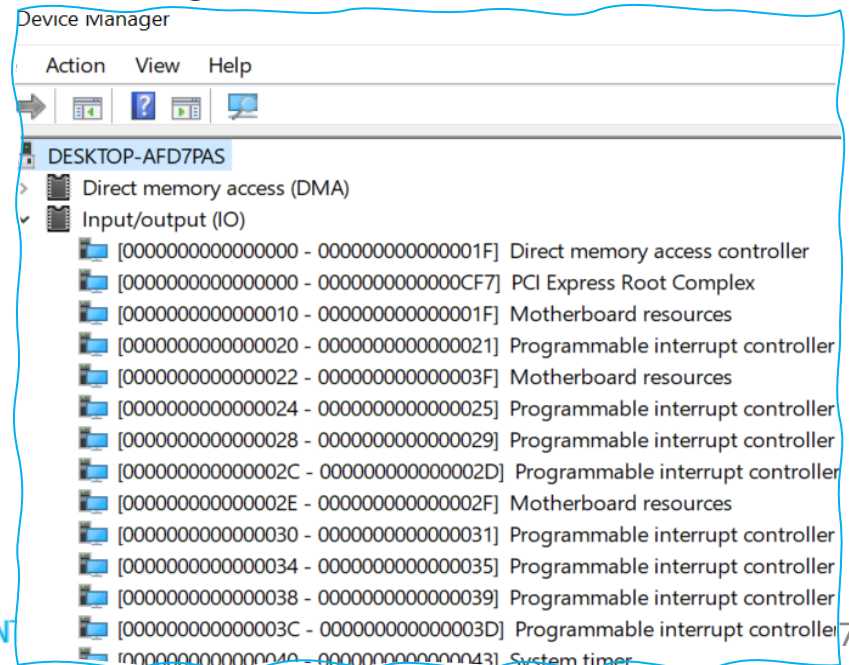 Device Manager
Action View Help
DESKTOP-AFD7PAS
Direct memory access (DMA)
Input/output (IO)
[0000000000000000 - 000000000000001F] Direct memory access controller
[0000000000000000 - 0000000000000CF7] PCI Express Root Complex
[0000000000000010 - 000000000000001F] Motherboard resources
[0000000000000020 - 0000000000000021] Programmable interrupt controller
[0000000000000022 - 000000000000003F] Motherboard resources
[0000000000000024 - 0000000000000025] Programmable interrupt controller
[0000000000000028 - 0000000000000029] Programmable interrupt controller
[000000000000002C - 000000000000002D] Programmable interrupt controller
[000000000000002E - 000000000000002F] Motherboard resources
[0000000000000030 - 0000000000000031] Programmable interrupt controller
[0000000000000034 - 0000000000000035] Programmable interrupt controller
[0000000000000038 - 0000000000000039] Programmable interrupt controller
[000000000000003C - 000000000000003D] Programmable interrupt controller
[0000000000000040 - 0000000000000043] System timer